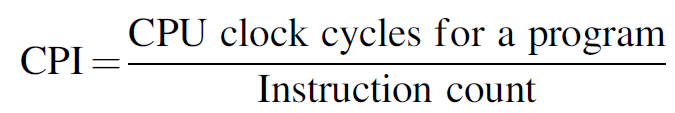 CPI = CPU clock cycles for a program
Instruction count